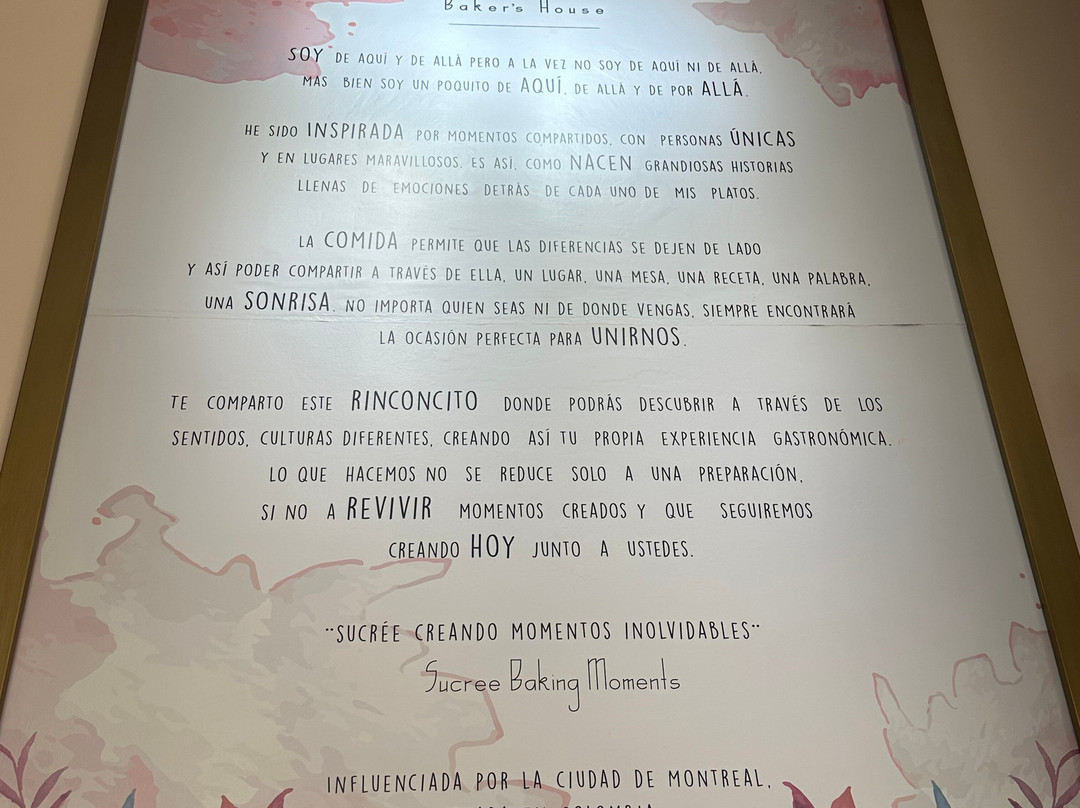 Baker's House
SOY DE AQUÍ Y DE ALLÀ PERO A LA VEZ NO SOY DE AQUÍ NI DE ALLÀ,
MÁS BIEN SOY UN POQUITO DE AQUÍ, DE ALLÀ Y DE POR ALLÁ.
HE SIDO INSPIRADA POR MOMENTOS COMPARTIDOS, CON PERSONAS ÚNICAS
Y EN LUGARES MARAVILLOSOS, ES ASÍ, COMO NACEN GRANDIOSAS HISTORIAS
LLENAS DE EMOCIONES DETRÀS DE CADA UNO DE MIS PLATOS.
LA COMIDA PERMITE QUE LAS DIFERENCIAS SE DEJEN DE LADO
Y ASÍ PODER COMPARTIR A TRAVÉS DE ELLA, UN LUGAR, UNA MESA, UNA RECETA, UNA PALABRA,
UNA SONRISA. NO IMPORTA QUIEN SEAS NI DE DONDE VENGAS, SIEMPRE ENCONTRARÀ
LA OCASIÓN PERFECTA PARA UNIRNOS.
TE COMPARTO ESTE RINCONCITO DONDE PODRÁS DESCUBRIR A TRAVÉS DE LOS
SENTIDOS, CULTURAS DIFERENTES, CREANDO ASÍ TU PROPIA EXPERIENCIA GASTRONÓMICA.
LO QUE HACEMOS NO SE REDUCE SOLO A UNA PREPARACIÓN,
SI NO A REVIVIR MOMENTOS CREADOS Y QUE SEGUIREMOS
CREANDO HOY JUNTO A USTEDES.
¨SUCRÉE CREANDO MOMENTOS INOLVIDABLES¨
Sucree Baking Moments
INFLUENCIADA POR LA CIUDAD DE MONTREAL,